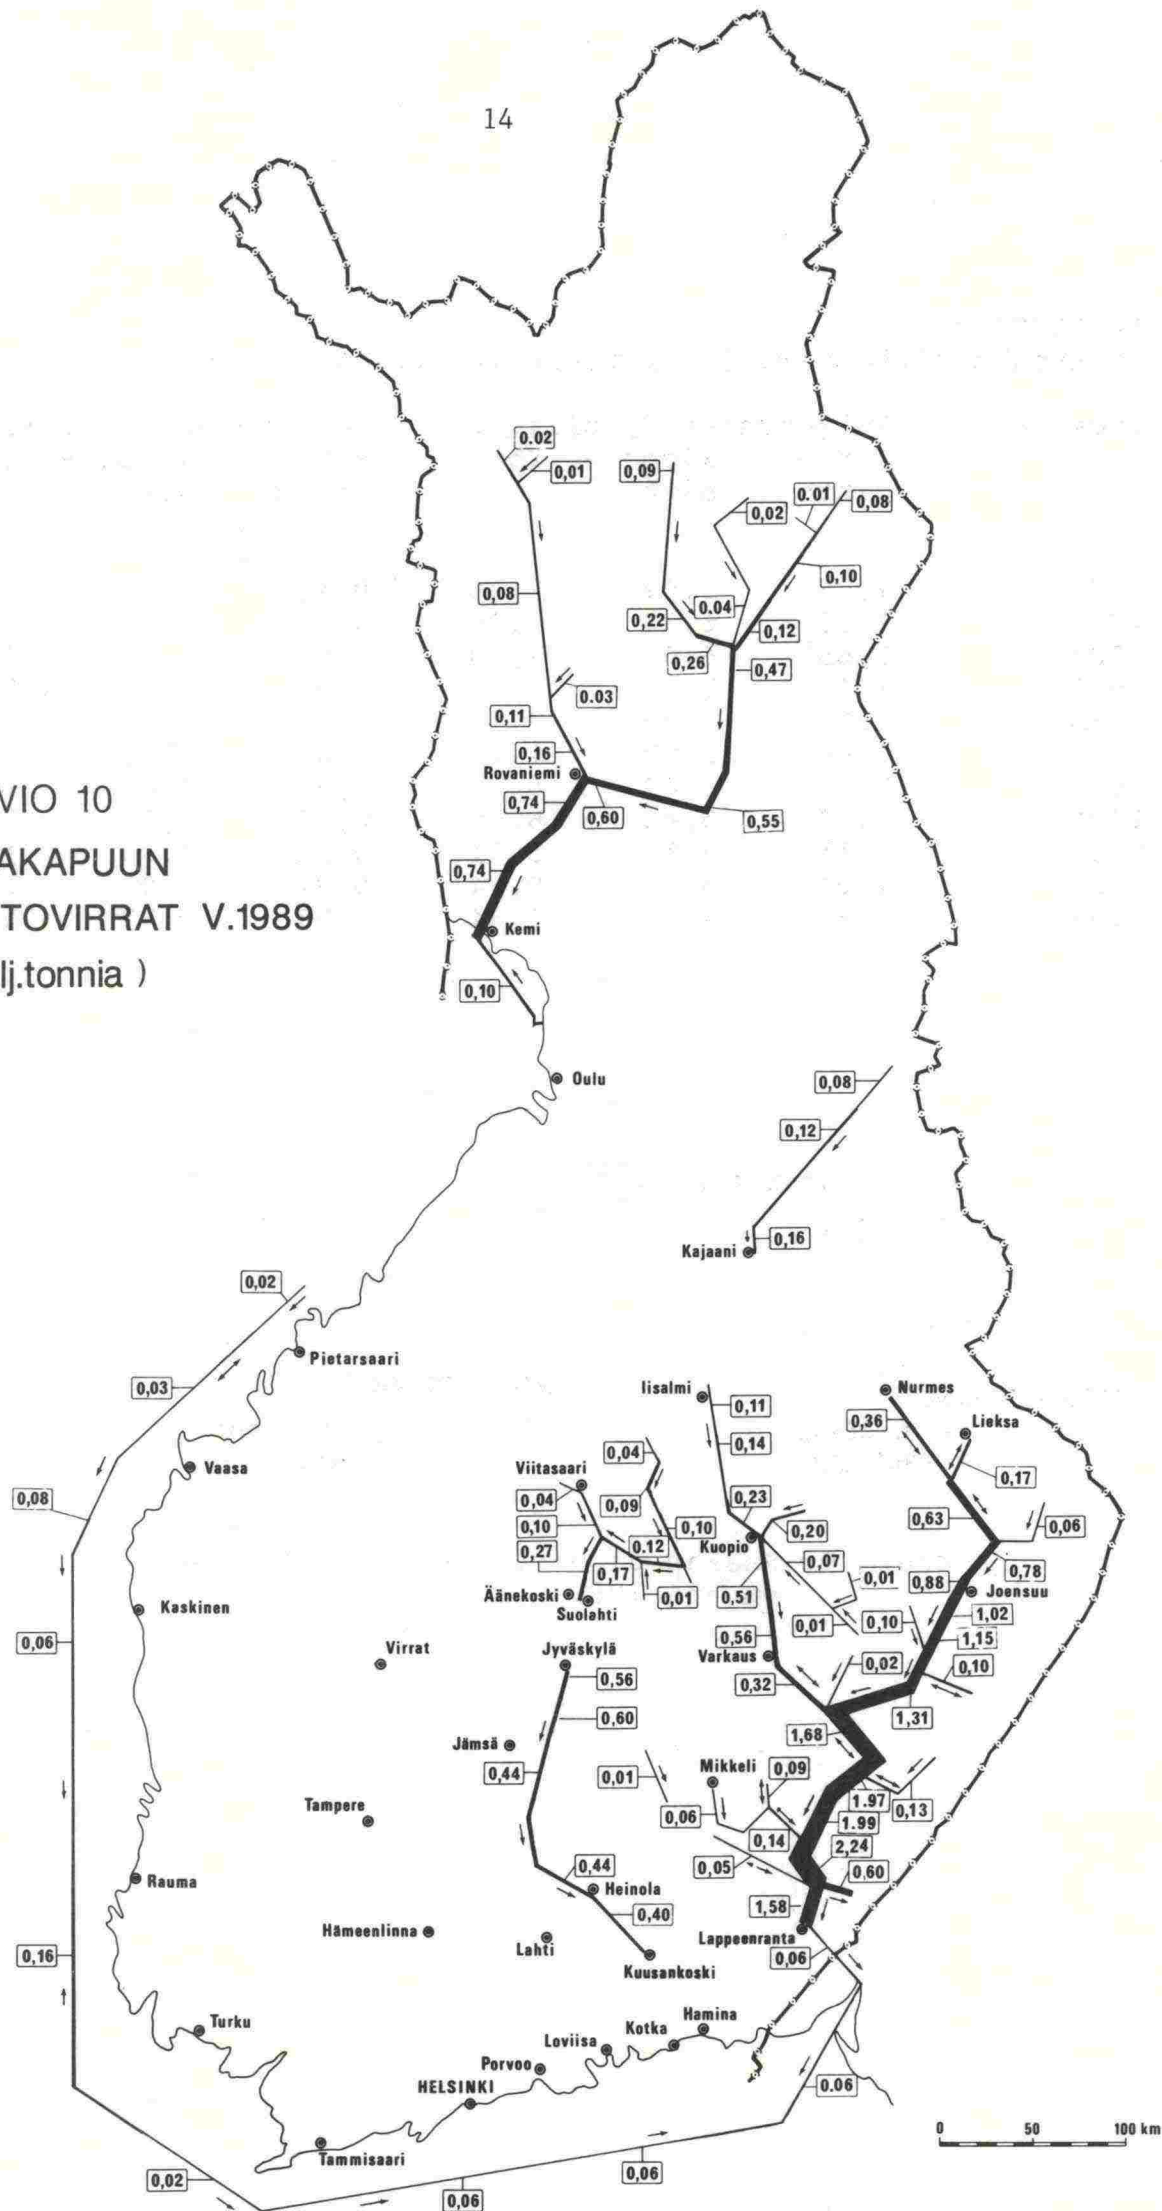 14
0.02
0,01
0,09
0,02
0.01
0,08
0,10
0,08
0,22
0.04
0,12
0,26
0,47
0.03
0,11
0,16
Rovaniemi
0,74
0,60
0,55
VIO 10
AKAPUUN
TOVIRRAT V.1989
lj.tonnia )
0,74
Kemi
0,10
Oulu
0,08
0,12
0,16
Kajaani
0,02
Pietarsaari
0,03
Iisalmi
0,11
0,14
Nurmes
0,36
Lieksa
0,17
Vaasa
Viitasaari
0,04
0,04
0,09
0,10
0,10
0,27
0.12
0,17
0,01
Äänekoski
Suolahti
0,23
Kuopio
0,20
0,07
0,51
0,01
0,01
0,63
0,06
0,78
0,88
Joensuu
1,02
0,10
1,15
0,10
0,08
Kaskinen
0,06
Virrat
Jyväskylä
0,56
0,60
0,56
Varkaus
0,02
0,32
1,31
1,68
Jämsä
0,44
0,01
Mikkeli
0,09
1.97
0,13
1.99
0,06
0,14
2,24
Tampere
0,05
0,60
Rauma
0,44
Heinola
1,58
0,40
Hämeenlinna
Lahti
Lappeenranta
0,06
Kuusankoski
0,16
Turku
Hamina
Kotka
Loviisa
Porvoo
HELSINKI
0.06
Tammisaari
0,02
0,06
0,06
0 50 100 km